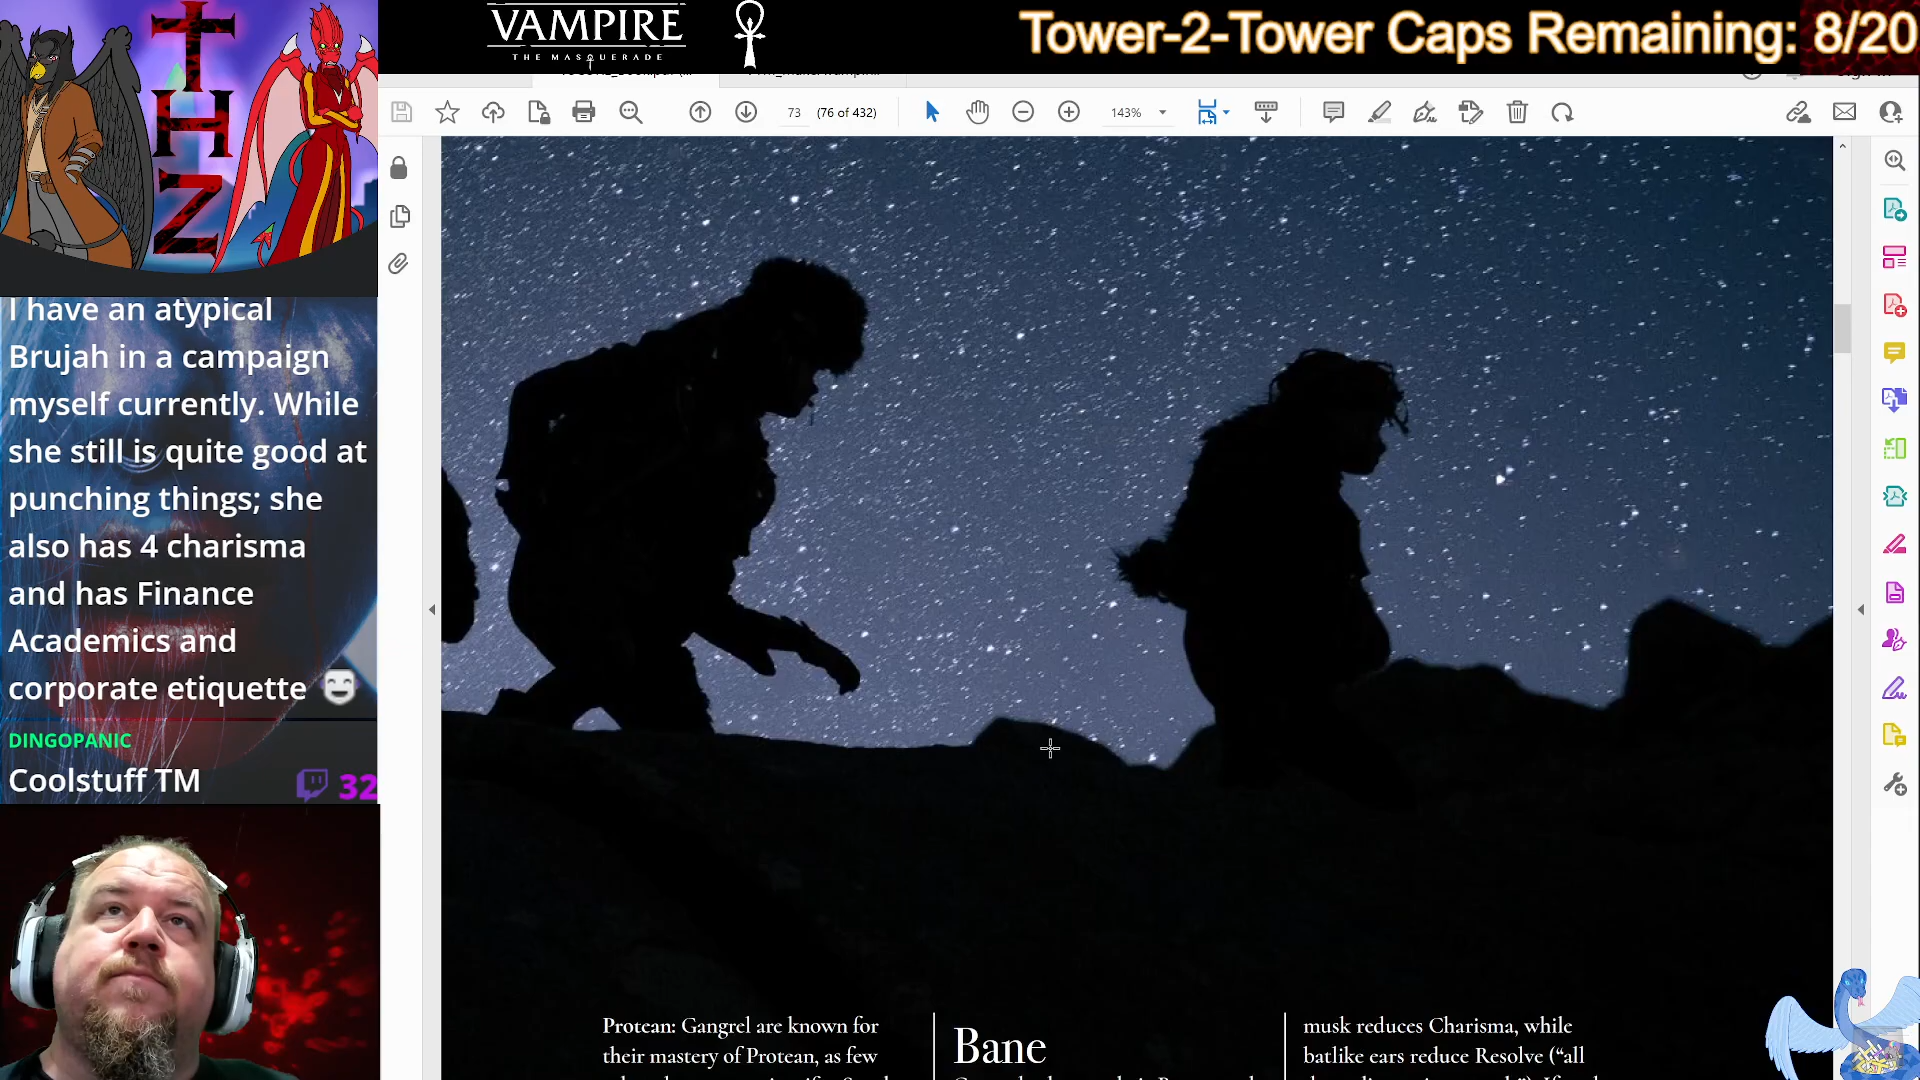 VAMPIRE
THE MASQUERADE
Tower-2-Tower Caps Remaining: 8/20
THZ
73 (76 of 432)
143%
I have an atypical
Brujah in a campaign
myself currently. While
she still is quite good at
punching things; she
also has 4 charisma
and has Finance
Academics and
corporate etiquette
DINGOPANIC
Coolstuff TM
32
Protean: Gangrel are known for
their mastery of Protean, as few
Bane
musk reduces Charisma, while
batlike ears reduce Resolve (“all